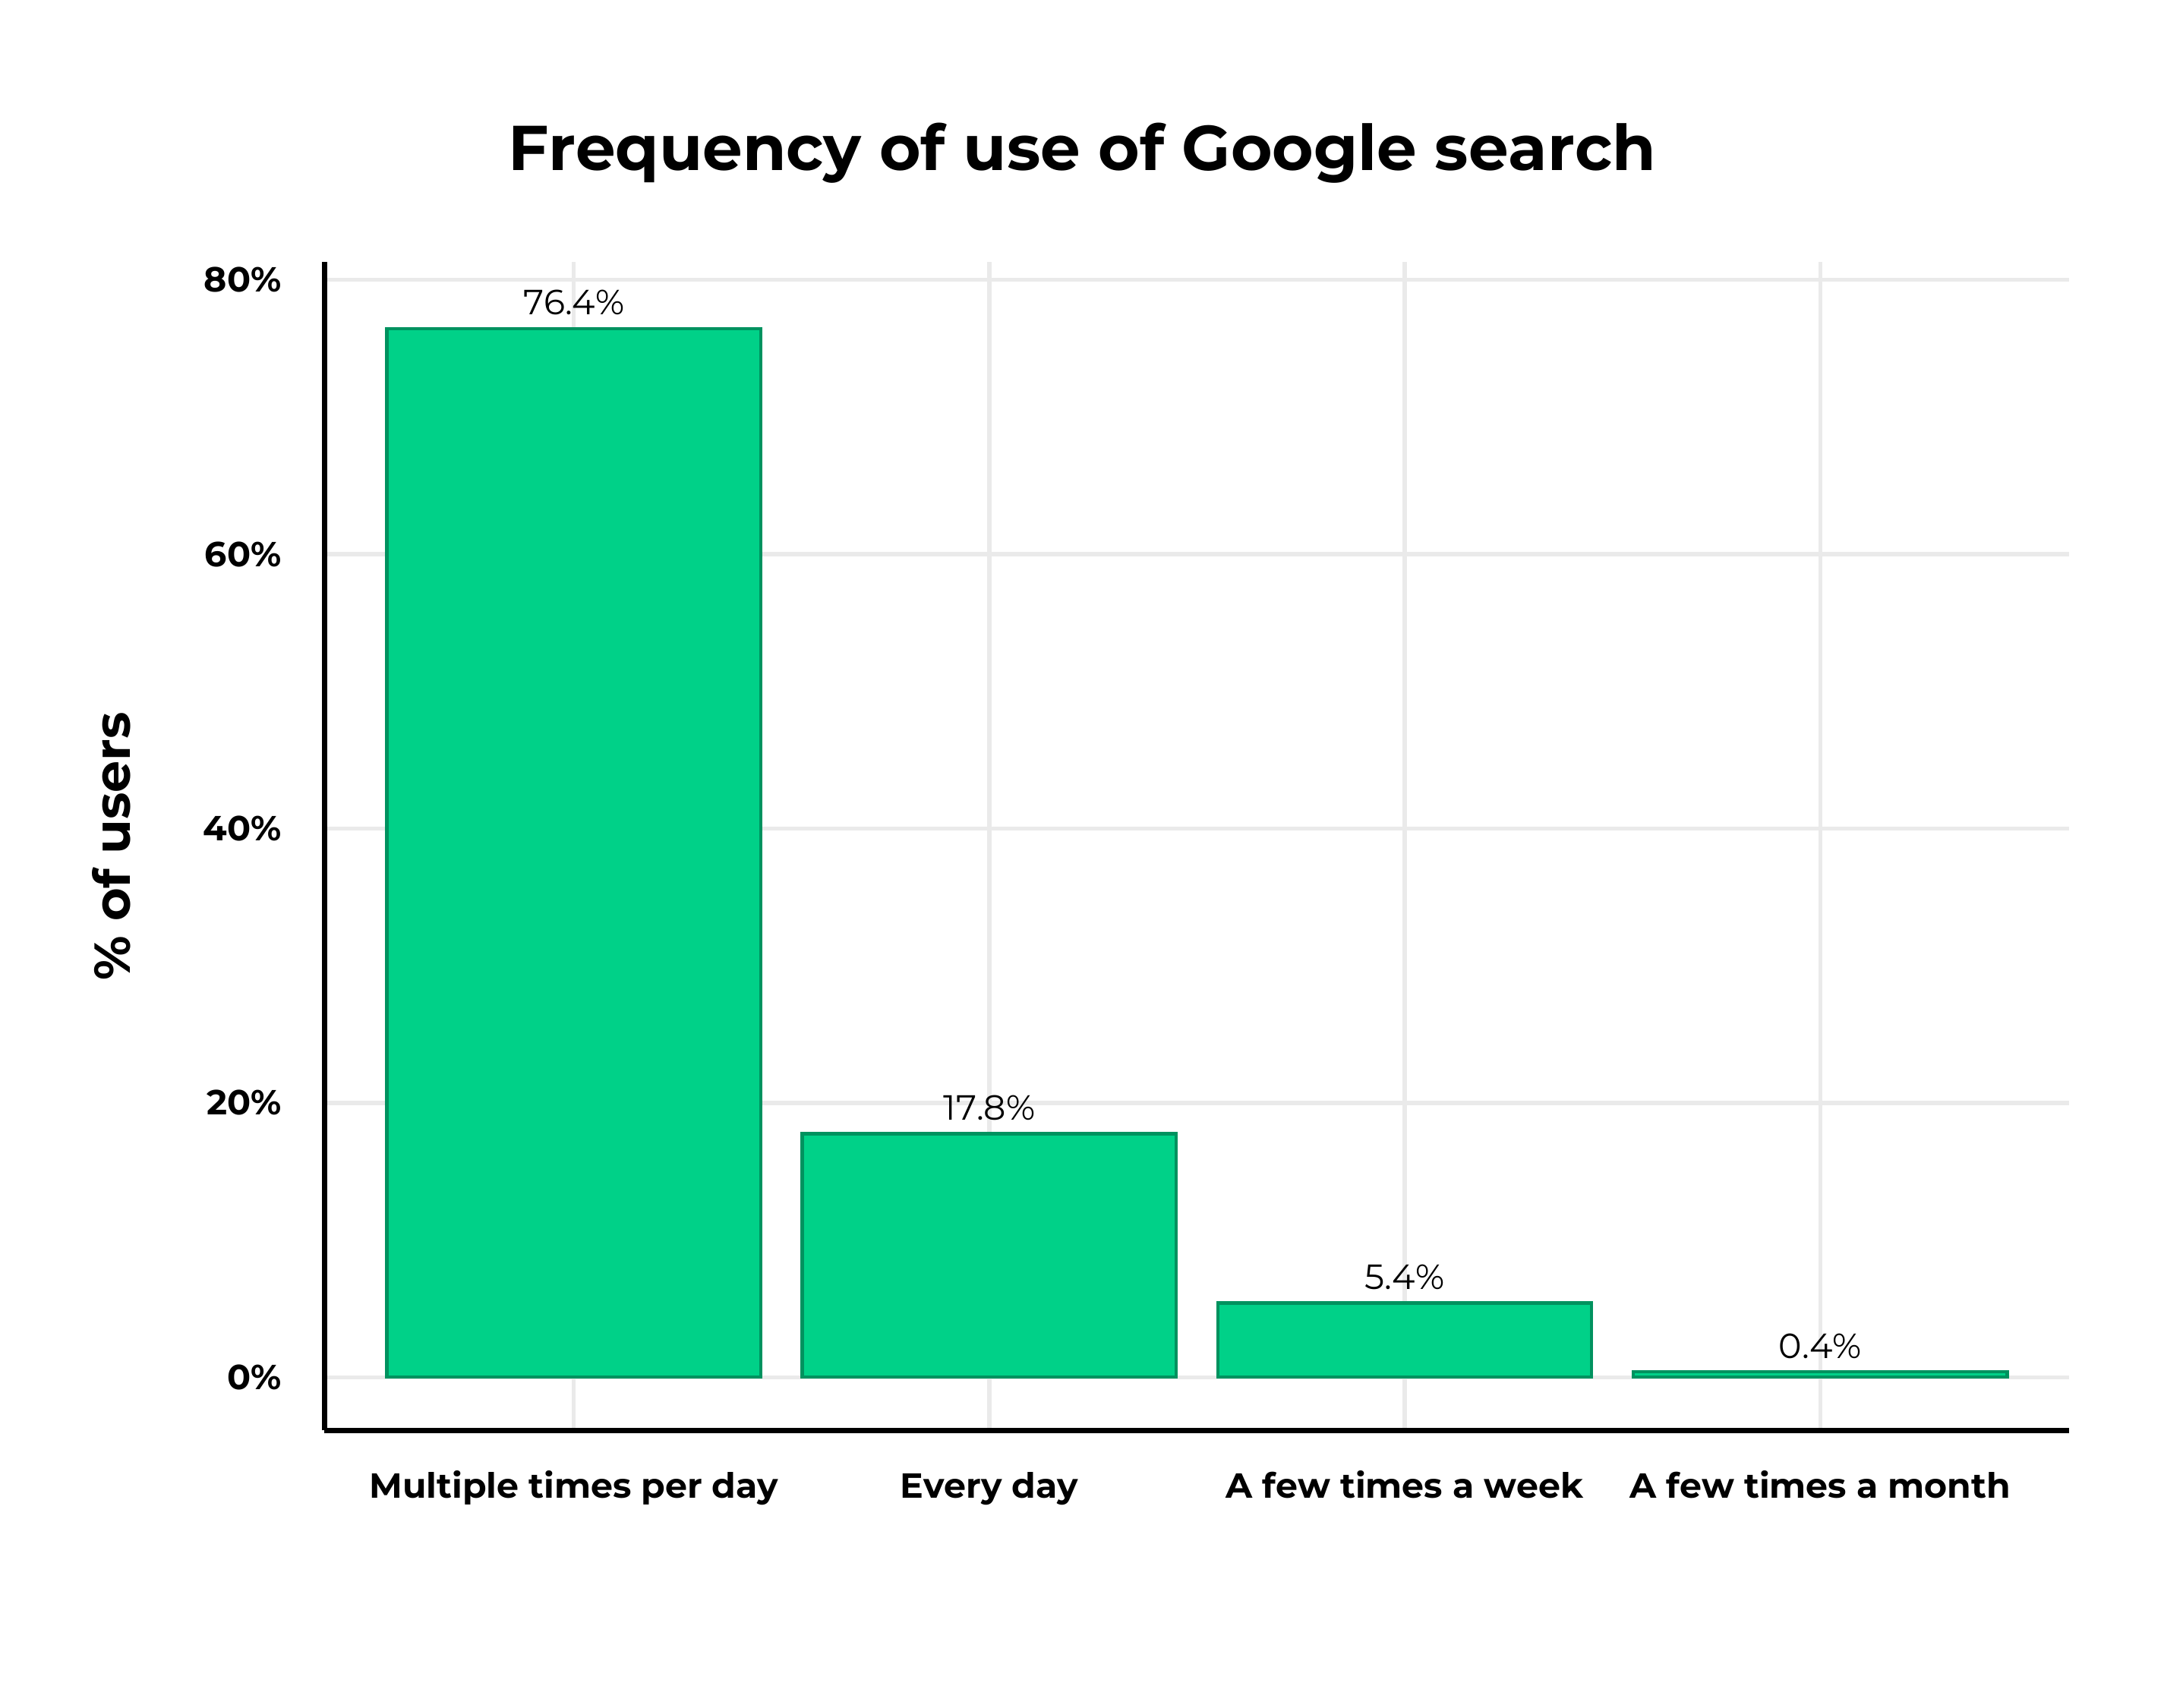 Frequency of use of Google search
% of users
80%
60%
40%
20%
0%
76.4%
17.8%
5.4%
0.4%
Multiple times per day
Every day
A few times a week
A few times a month